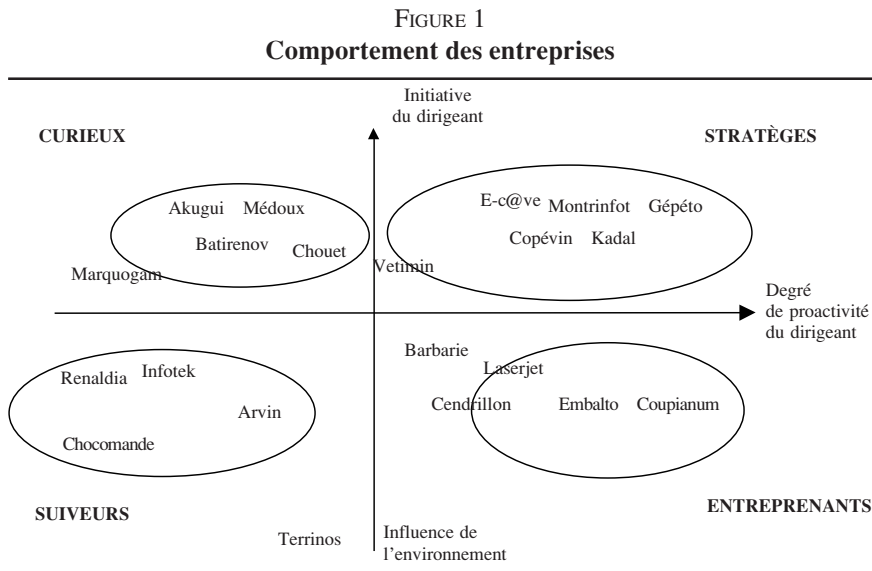 FIGURE 1
Comportement des entreprises
Initiative
du dirigeant
CURIEUX
STRATÈGES
E-c@ve Montrinfot Gépéto
Akugui Médoux
Copévin Kadal
Batirenov
Chouet
Marquogam
Vetimin
Degré
de proactivité
du dirigeant
Barbarie
Laserjet
Renaldia Infotek
Arvin
Cendrillon Embalto Coupianum
Chocomande
SUIVEURS
ENTREPRENANTS
Terrinos
Influence de
l'environnement